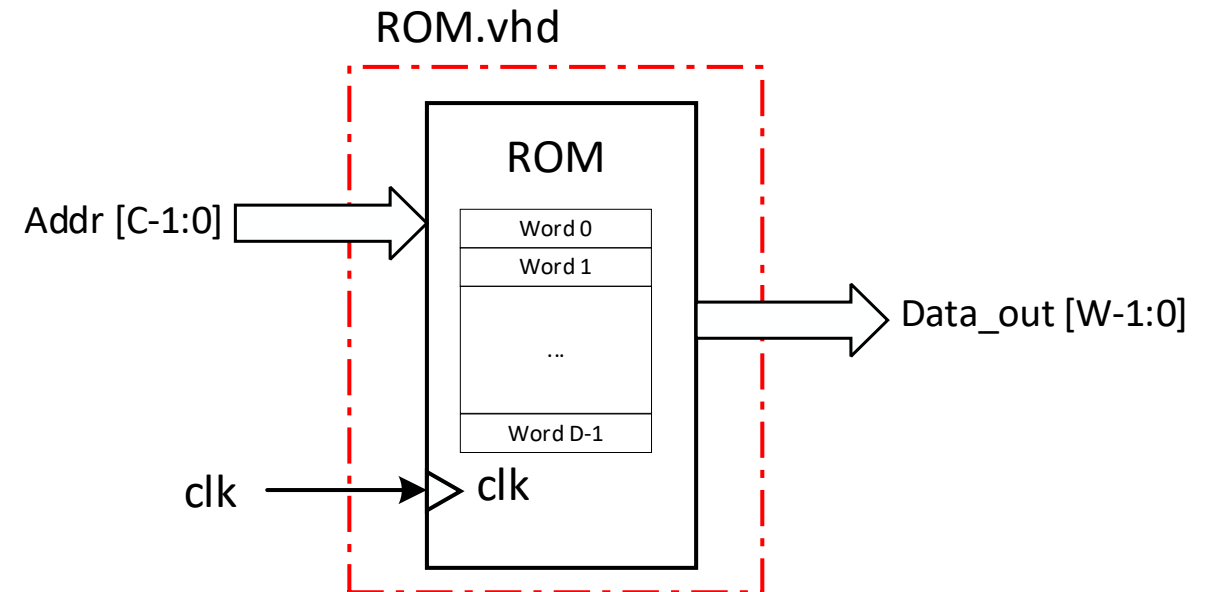 ROM.vhd
ROM
Addr [C-1:0]
Word 0
Word 1
Data_out [W-1:0]
...
Word D-1
clk
clk